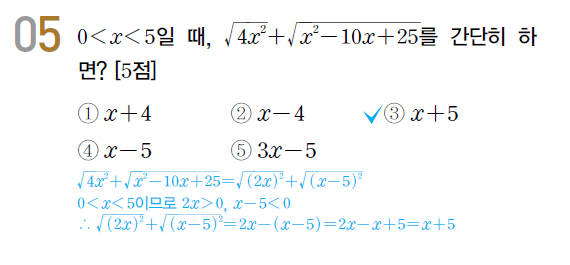 05 0<x<5일 때, √4x²+√x²-10x+25를 간단히 하
면? [5점]
① x+4 ② x-4 ✓③ x+5
④ x-5 ⑤ 3x-5
√4x²+√x²-10x+25=√(2x)²+√(x-5)²
0<x<5이므로 2x>0, x-5<0
∴ √(2x)²+√(x-5)²=2x-(x-5)=2x-x+5=x+5